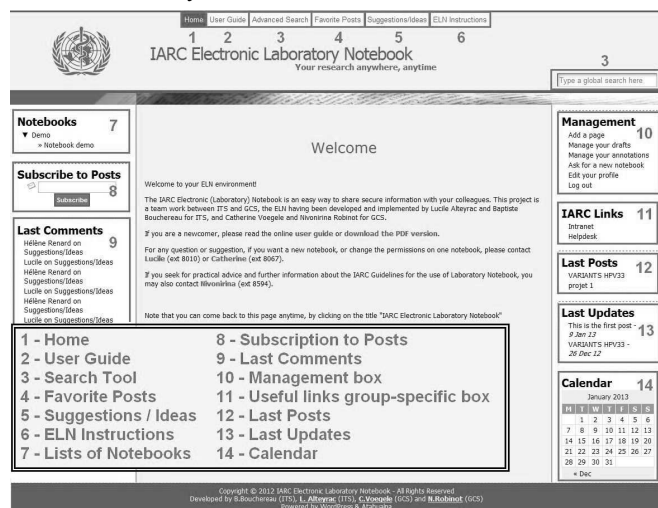 Home User Guide Advanced Search Favorite Posts Suggestions/Ideas ELN Instructions
1 2 3 4 5 6
IARC Electronic Laboratory Notebook
Your research anywhere, anytime
3
Type a global search here
Notebooks 7
▼ Demo
» Notebook demo
Subscribe to Posts
8
Subscribe
Last Comments
9
Hélène Renard on
Suggestions/Ideas
Lucile on Suggestions/Ideas
Hélène Renard on
Suggestions/Ideas
Lucile on Suggestions/Ideas
Hélène Renard on
Suggestions/Ideas
Lucile on Suggestions/Ideas
Welcome
Welcome to your ELN environment!
The IARC Electronic (Laboratory) Notebook is an easy way to share secure information with your colleagues. This project is
a team work between ITS and GCS, the ELN having been developed and implemented by Lucile Alteyrac and Baptiste
Bouchereau for ITS, and Catherine Voegele and Nivonirina Robinot for GCS.
If you are a newcomer, please read the online user guide or download the PDF version.
For any question or suggestion, if you want a new notebook, or change the permissions on one notebook, please contact
Lucile (ext 8010) or Catherine (ext 8067).
If you seek for practical advice and further information about the IARC Guidelines for the use of Laboratory Notebook, you
may also contact Nivonirina (ext 8594).
Note that you can come back to this page anytime, by clicking on the title "IARC Electronic Laboratory Notebook"
Management
10
Add a page
Manage your drafts
Manage your annotations
Ask for a new notebook
Edit your profile
Log out
IARC Links 11
Intranet
Helpdesk
Last Posts
12
VARIANTS HPV33
projet 1
Last Updates
This is the first post -
9 Jan 13
13
VARIANTS HPV33 -
26 Dec 12
Calendar 14
January 2013
M T W T F S S
1 2 3 4 5 6
7 8 9 10 11 12 13
14 15 16 17 18 19 20
21 22 23 24 25 26 27
28 29 30 31
« Dec
1 - Home
2 - User Guide
3 - Search Tool
4 - Favorite Posts
5 - Suggestions / Ideas
6 - ELN Instructions
7 - Lists of Notebooks
8 - Subscription to Posts
9 - Last Comments
10 - Management box
11 - Useful links group-specific box
12 - Last Posts
13 - Last Updates
14 - Calendar
Copyright © 2012 IARC Electronic Laboratory Notebook - All Rights Reserved
Developed by B.Bouchereau (ITS), L. Alteyrac (ITS), C.Voegele (GCS) and N.Robinot (GCS)
Powered by WordPress & Atahualpa